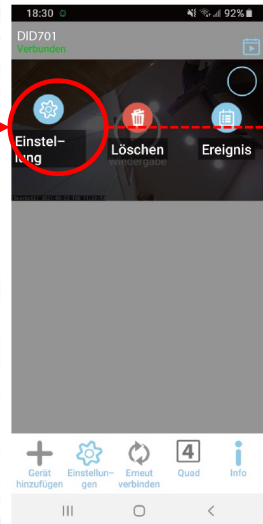 18:30 92%
DID701
Verbunden
Einstel-
lung
Löschen
Ereignis
Wiedergabe
Gerät
hinzufügen
Einstellun-
gen
Erneut
verbinden
4
Quad
Info